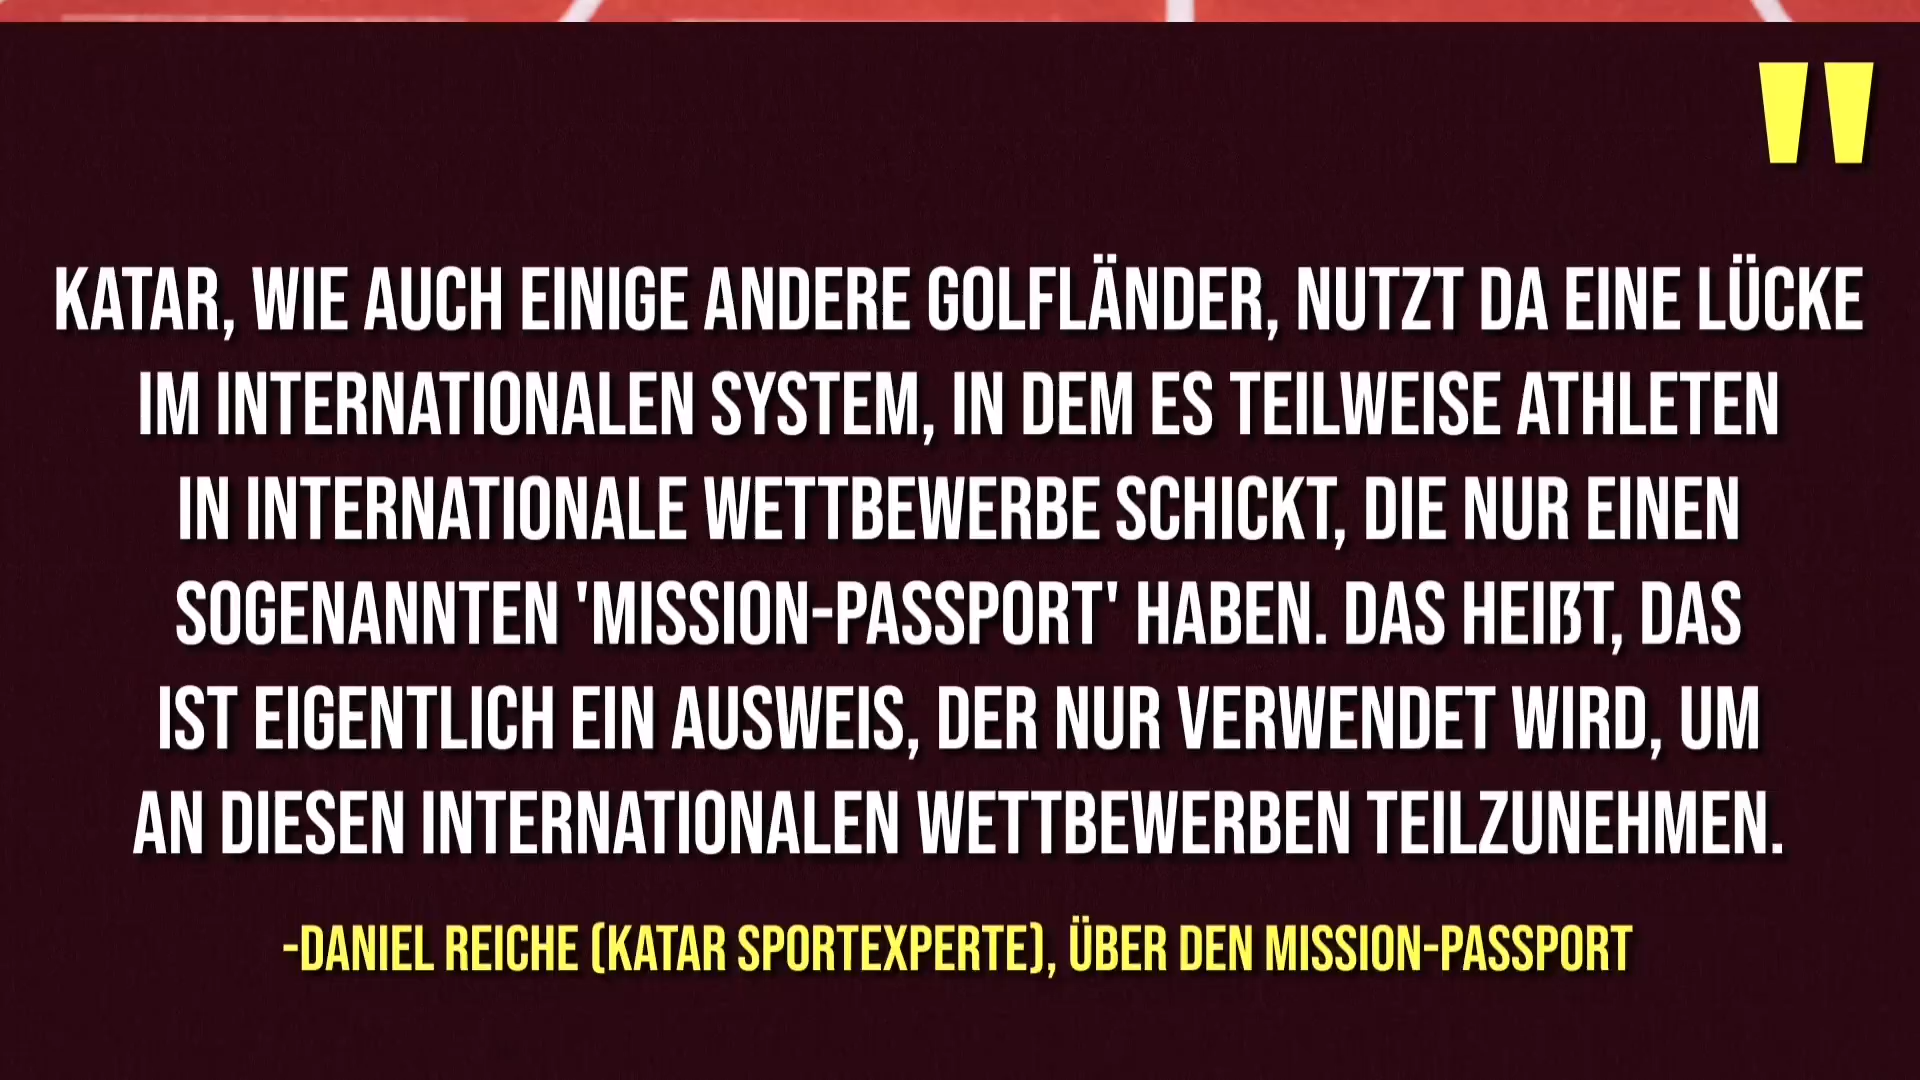 "
KATAR, WIE AUCH EINIGE ANDERE GOLFLÄNDER, NUTZT DA EINE LÜCKE
IM INTERNATIONALEN SYSTEM, IN DEM ES TEILWEISE ATHLETEN
IN INTERNATIONALE WETTBEWERBE SCHICKT, DIE NUR EINEN
SOGENANNTEN 'MISSION-PASSPORT' HABEN. DAS HEIẞT, DAS
IST EIGENTLICH EIN AUSWEIS, DER NUR VERWENDET WIRD, UM
AN DIESEN INTERNATIONALEN WETTBEWERBEN TEILZUNEHMEN.
-DANIEL REICHE (KATAR SPORTEXPERTE), ÜBER DEN MISSION-PASSPORT